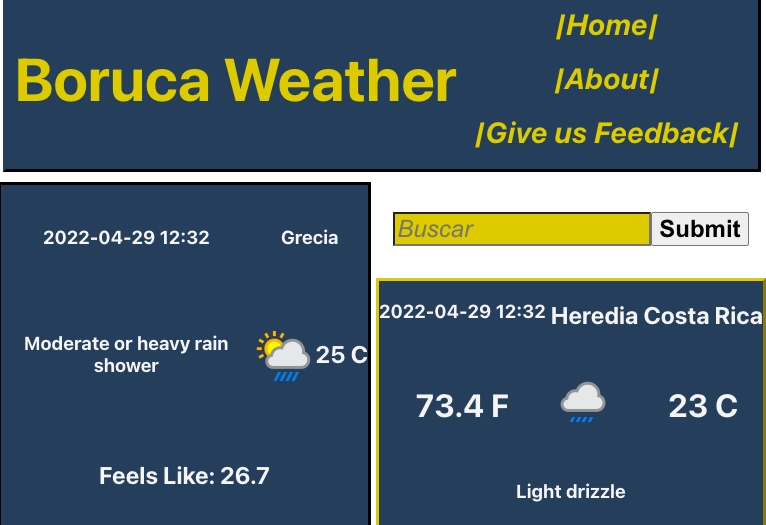 Boruca Weather
|Home|
|About|
|Give us Feedback|
2022-04-29 12:32 Grecia
Moderate or heavy rain
shower
25 C
Feels Like: 26.7
Buscar Submit
2022-04-29 12:32 Heredia Costa Rica
73.4 F 23 C
Light drizzle